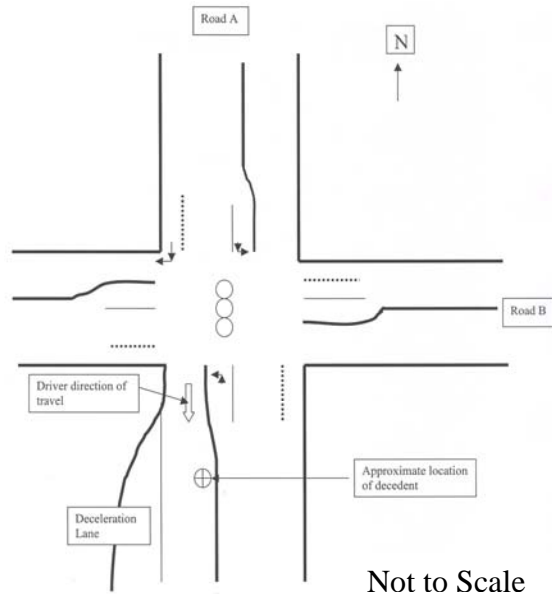 Road A
N
Road B
Driver direction of
travel
Approximate location
of decedent
Deceleration
Lane
Not to Scale